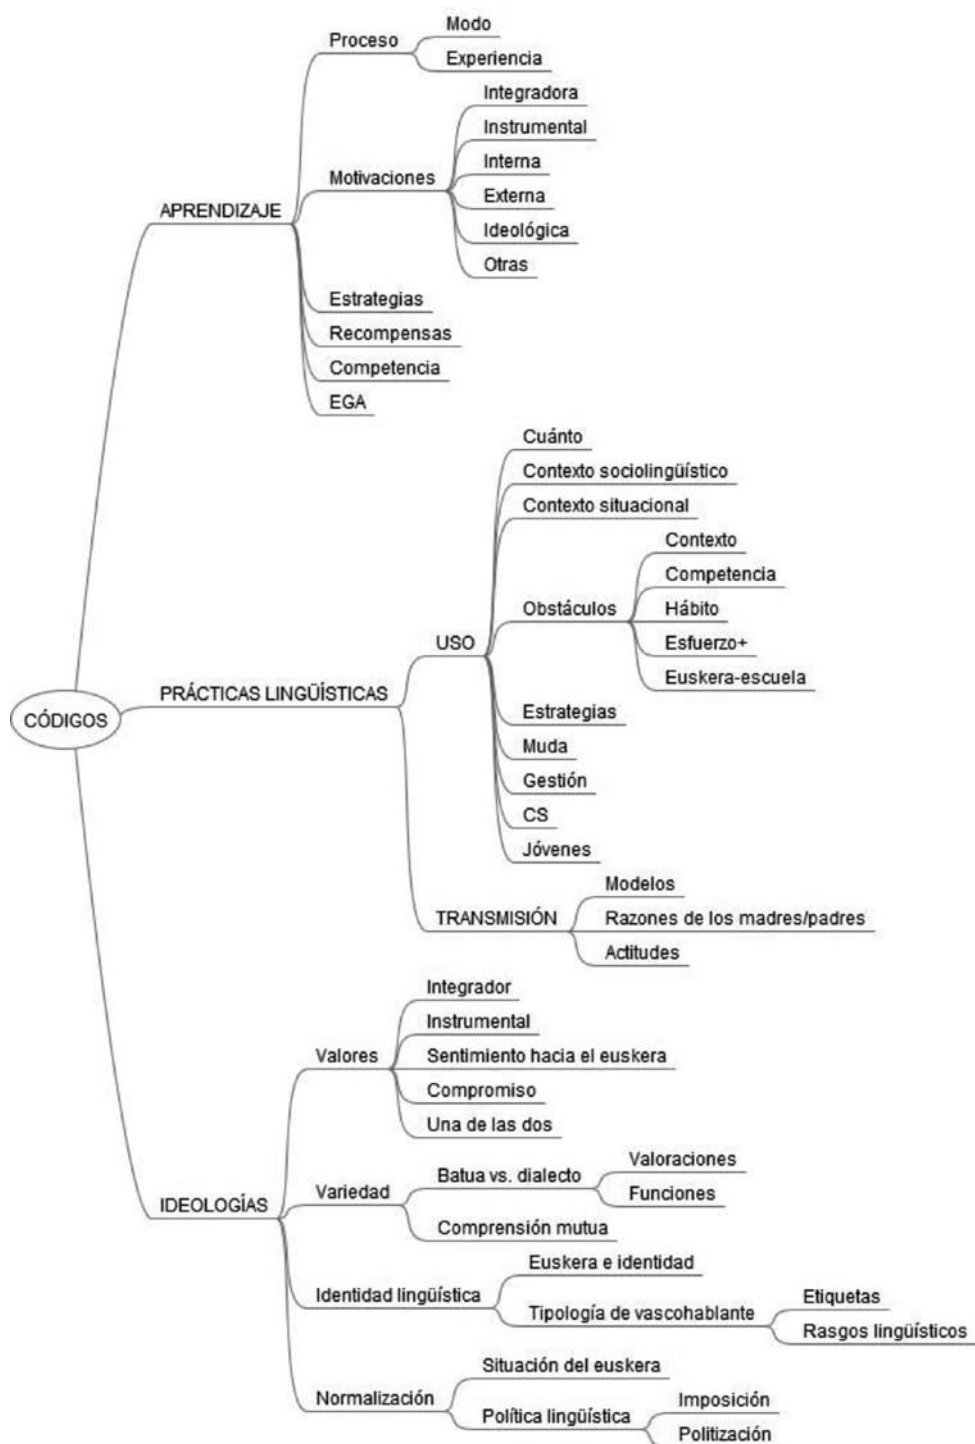 CÓDIGOS
APRENDIZAJE
Proceso
Modo
Experiencia
Motivaciones
Integradora
Instrumental
Interna
Externa
Ideológica
Otras
Estrategias
Recompensas
Competencia
EGA
PRÁCTICAS LINGÜÍSTICAS
USO
Cuánto
Contexto sociolingüístico
Contexto situacional
Obstáculos
Contexto
Competencia
Hábito
Esfuerzo+
Euskera-escuela
Estrategias
Muda
Gestión
CS
Jóvenes
TRANSMISIÓN
Modelos
Razones de los madres/padres
Actitudes
IDEOLOGÍAS
Valores
Integrador
Instrumental
Sentimiento hacia el euskera
Compromiso
Una de las dos
Variedad
Batua vs. dialecto
Valoraciones
Funciones
Comprensión mutua
Identidad lingüística
Euskera e identidad
Tipología de vascohablante
Etiquetas
Rasgos lingüísticos
Normalización
Situación del euskera
Política lingüística
Imposición
Politización